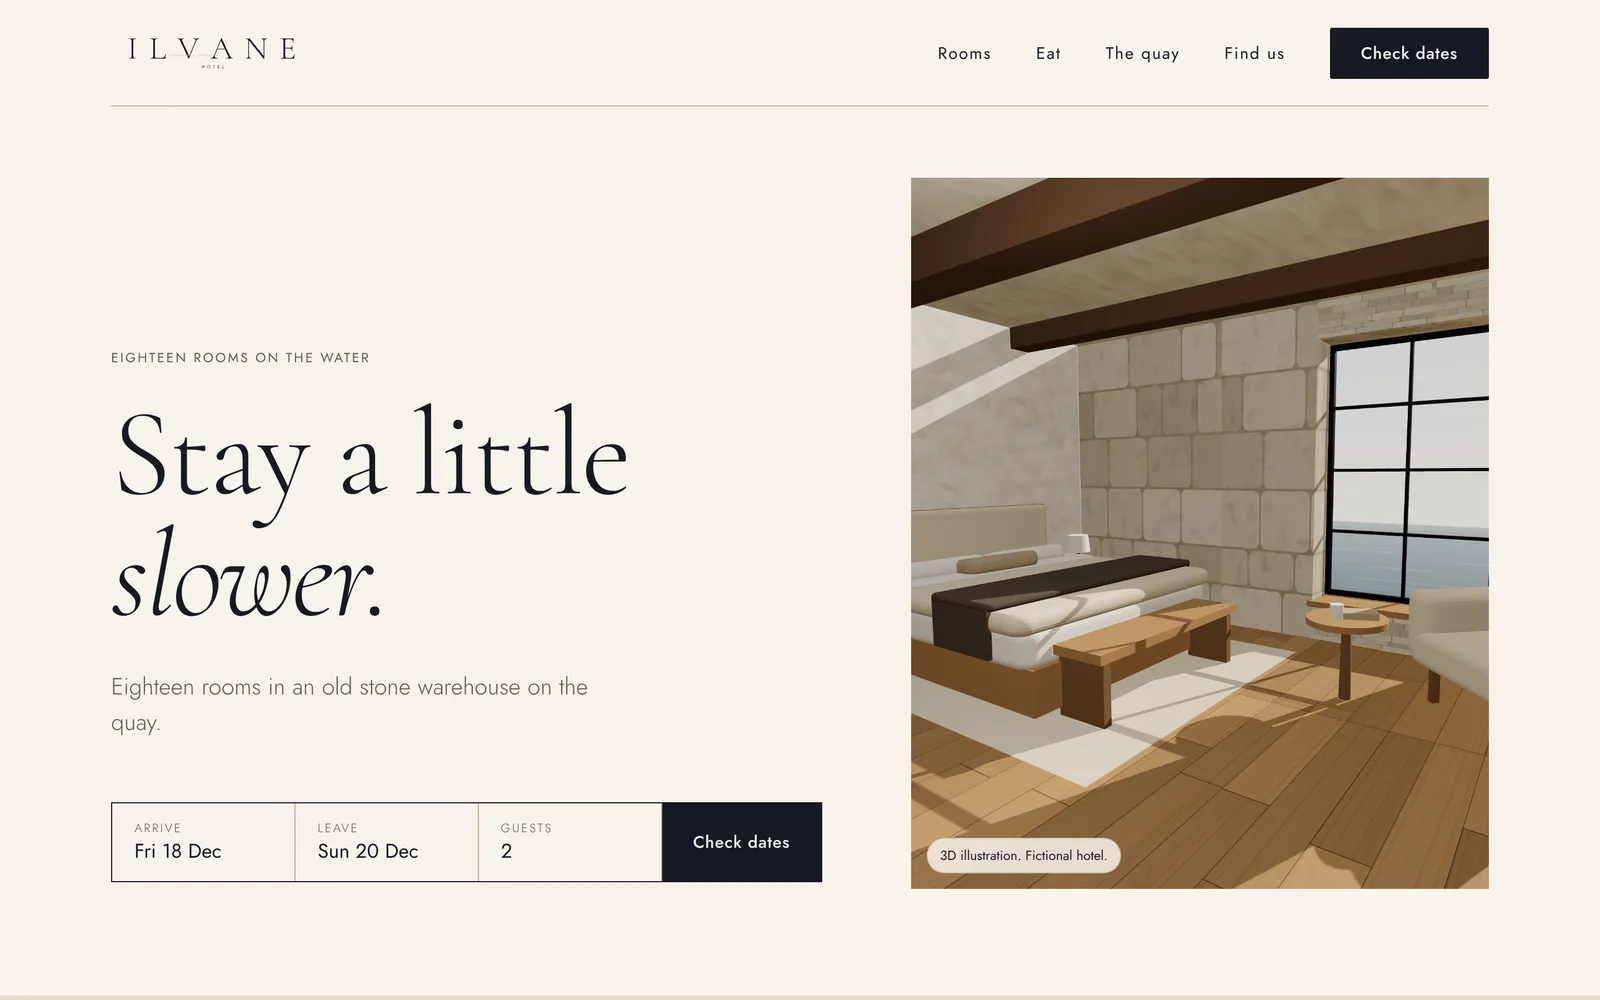 ILVANE
HOTEL
Rooms
Eat
The quay
Find us
Check dates
EIGHTEEN ROOMS ON THE WATER
Stay a little
slower.
Eighteen rooms in an old stone warehouse on the
quay.
ARRIVE
Fri 18 Dec
LEAVE
Sun 20 Dec
GUESTS
2
Check dates
3D illustration. Fictional hotel.